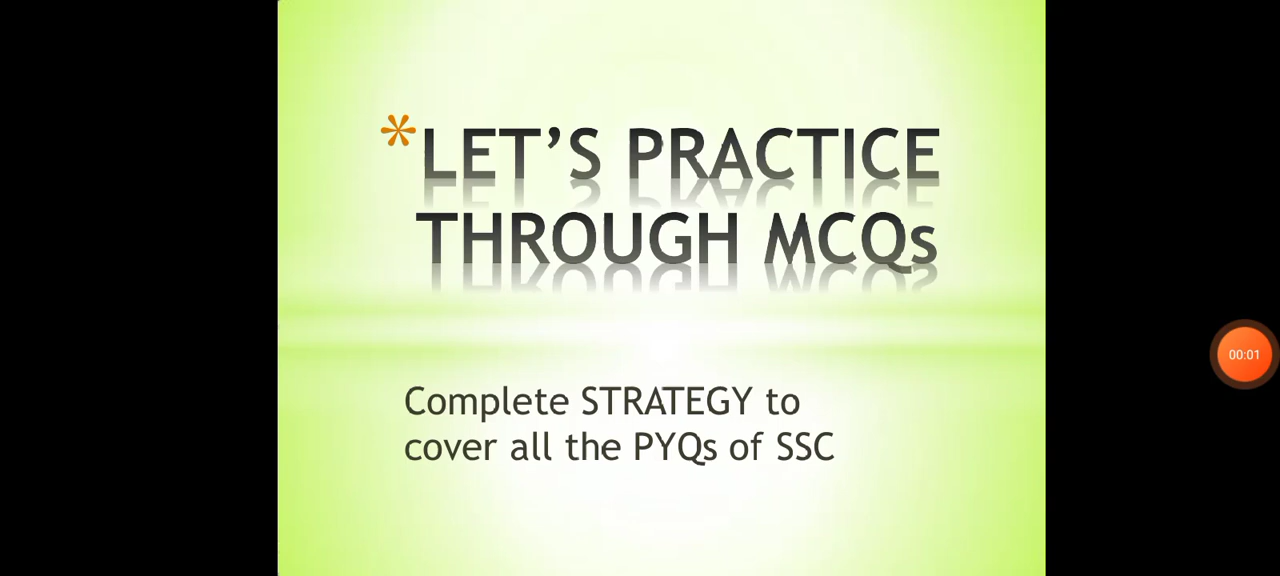 *LET’S PRACTICE
THROUGH MCQs
Complete STRATEGY to
cover all the PYQs of SSC
00:01